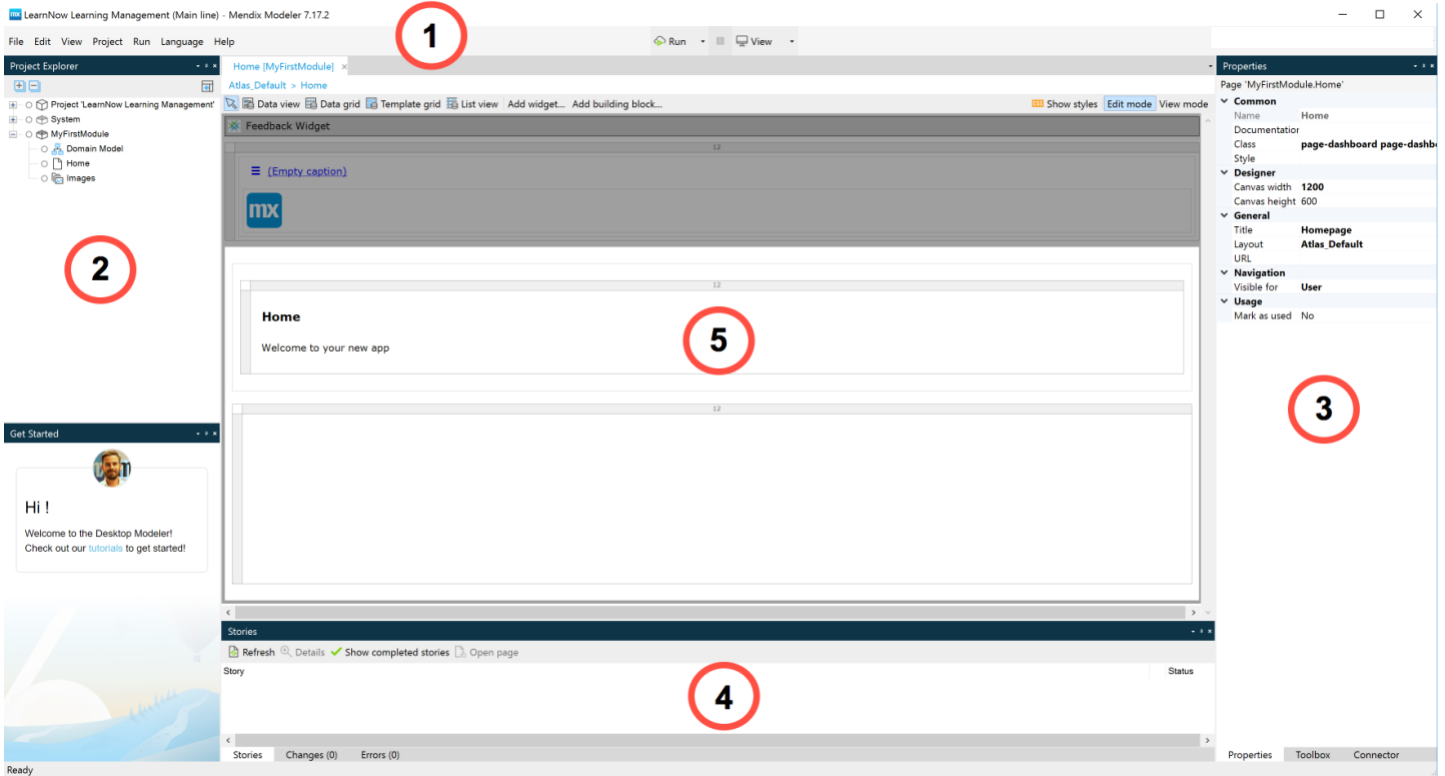 mx LearnNow Learning Management (Main line) - Mendix Modeler 7.17.2
File Edit View Project Run Language Help
1
Run View
Project Explorer
Project 'LearnNow Learning Management'
System
MyFirstModule
Domain Model
Home
Images
2
Get Started
Hi !
Welcome to the Desktop Modeler!
Check out our tutorials to get started!
Home [MyFirstModule] ×
Atlas_Default > Home
Data view Data grid Template grid List view Add widget... Add building block... Show styles Edit mode View mode
Feedback Widget
12
(Empty caption)
mx
12
Home
Welcome to your new app
5
12
Stories
Refresh Details Show completed stories Open page
Story Status
4
Stories Changes (0) Errors (0)
Properties
Page 'MyFirstModule.Home'
Common
Name Home
Documentation
Class page-dashboard page-dashb
Style
Designer
Canvas width 1200
Canvas height 600
General
Title Homepage
Layout Atlas_Default
URL
Navigation
Visible for User
Usage
Mark as used No
3
Properties Toolbox Connector
Ready